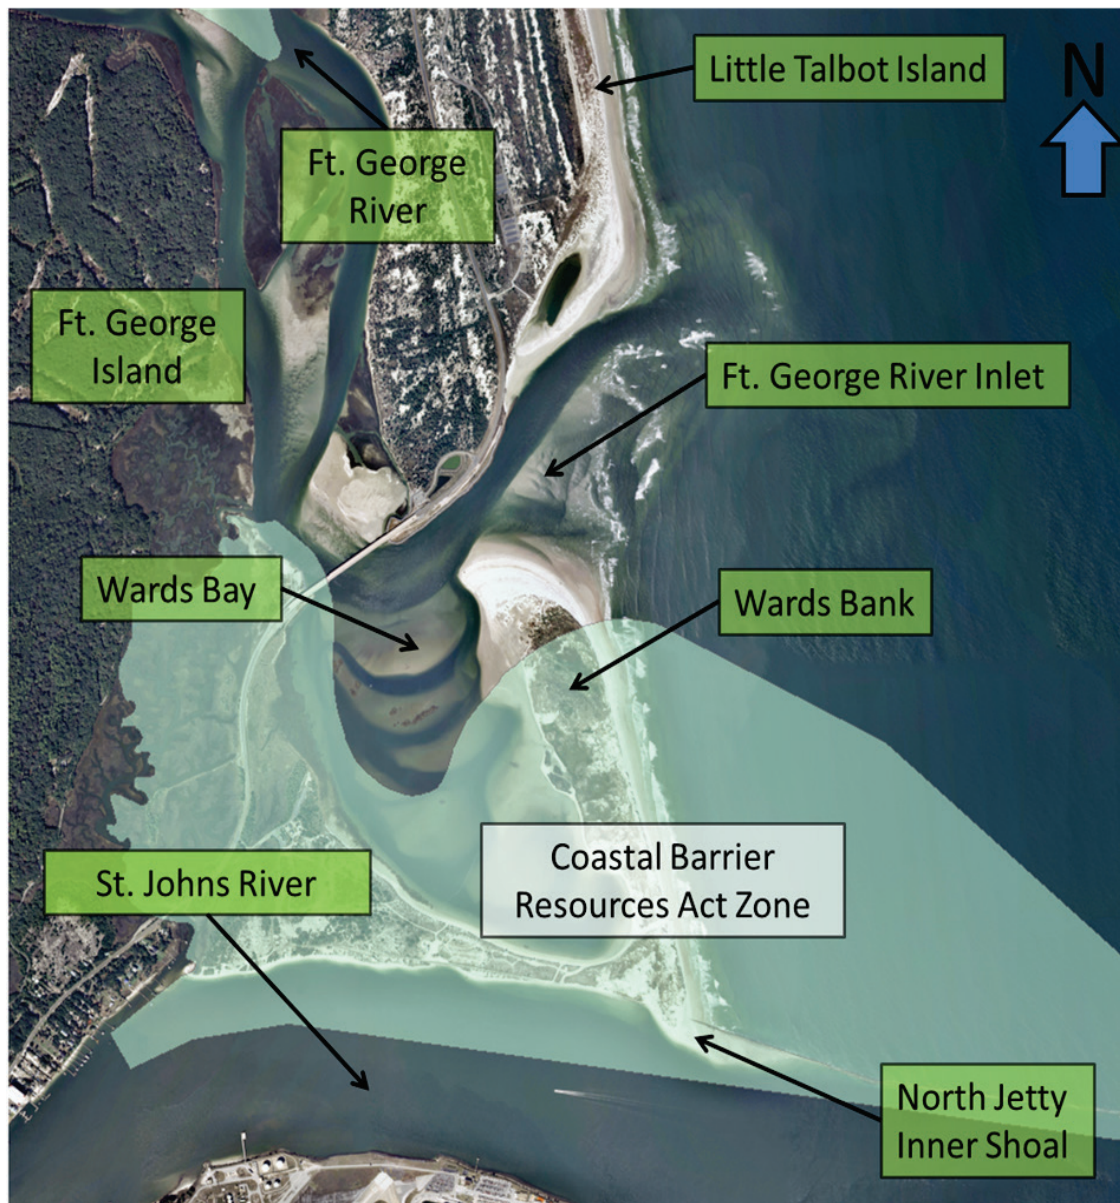 Little Talbot Island
N
Ft. George
River
Ft. George
Island
Ft. George River Inlet
Wards Bay
Wards Bank
Coastal Barrier
Resources Act Zone
St. Johns River
North Jetty
Inner Shoal